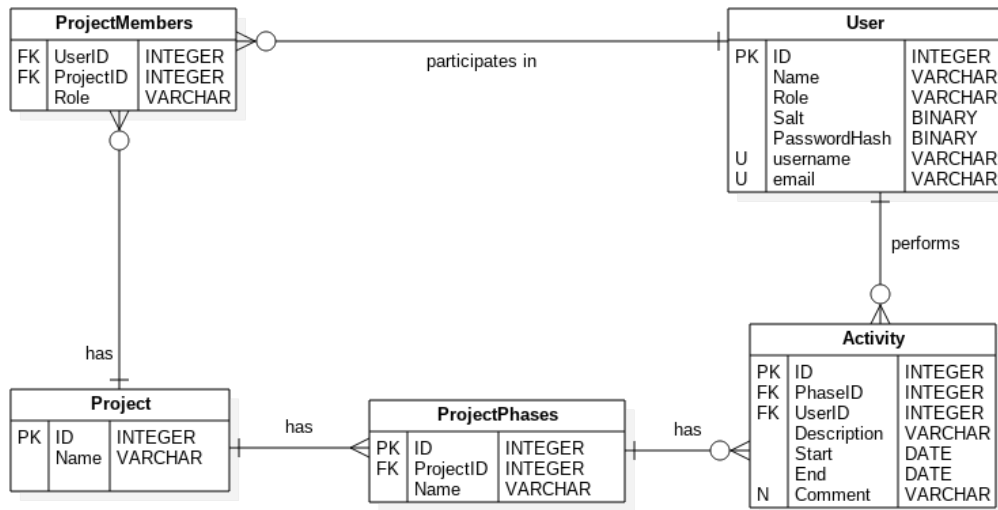 ProjectMembers
FK UserID INTEGER
FK ProjectID INTEGER
Role VARCHAR
participates in
User
PK ID INTEGER
Name VARCHAR
Role VARCHAR
Salt BINARY
PasswordHash BINARY
U username VARCHAR
U email VARCHAR
performs
has
Project
PK ID INTEGER
Name VARCHAR
has
ProjectPhases
PK ID INTEGER
FK ProjectID INTEGER
Name VARCHAR
has
Activity
PK ID INTEGER
FK PhaseID INTEGER
FK UserID INTEGER
Description VARCHAR
Start DATE
End DATE
N Comment VARCHAR